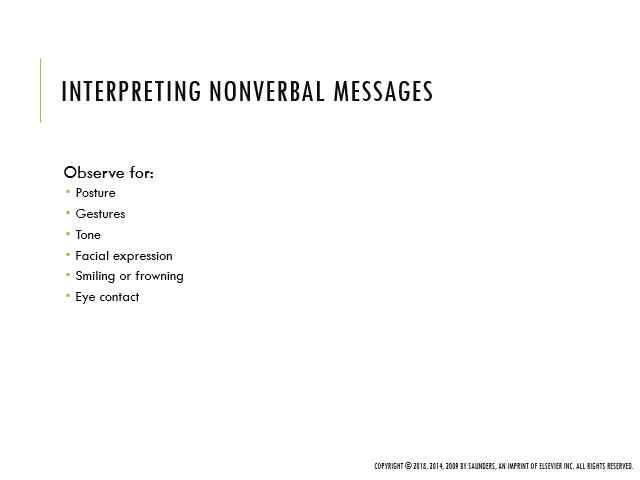 INTERPRETING NONVERBAL MESSAGES
Observe for:
▪ Posture
▪ Gestures
▪ Tone
▪ Facial expression
▪ Smiling or frowning
▪ Eye contact
COPYRIGHT © 2018, 2014, 2009 BY SAUNDERS, AN IMPRINT OF ELSEVIER INC. ALL RIGHTS RESERVED.